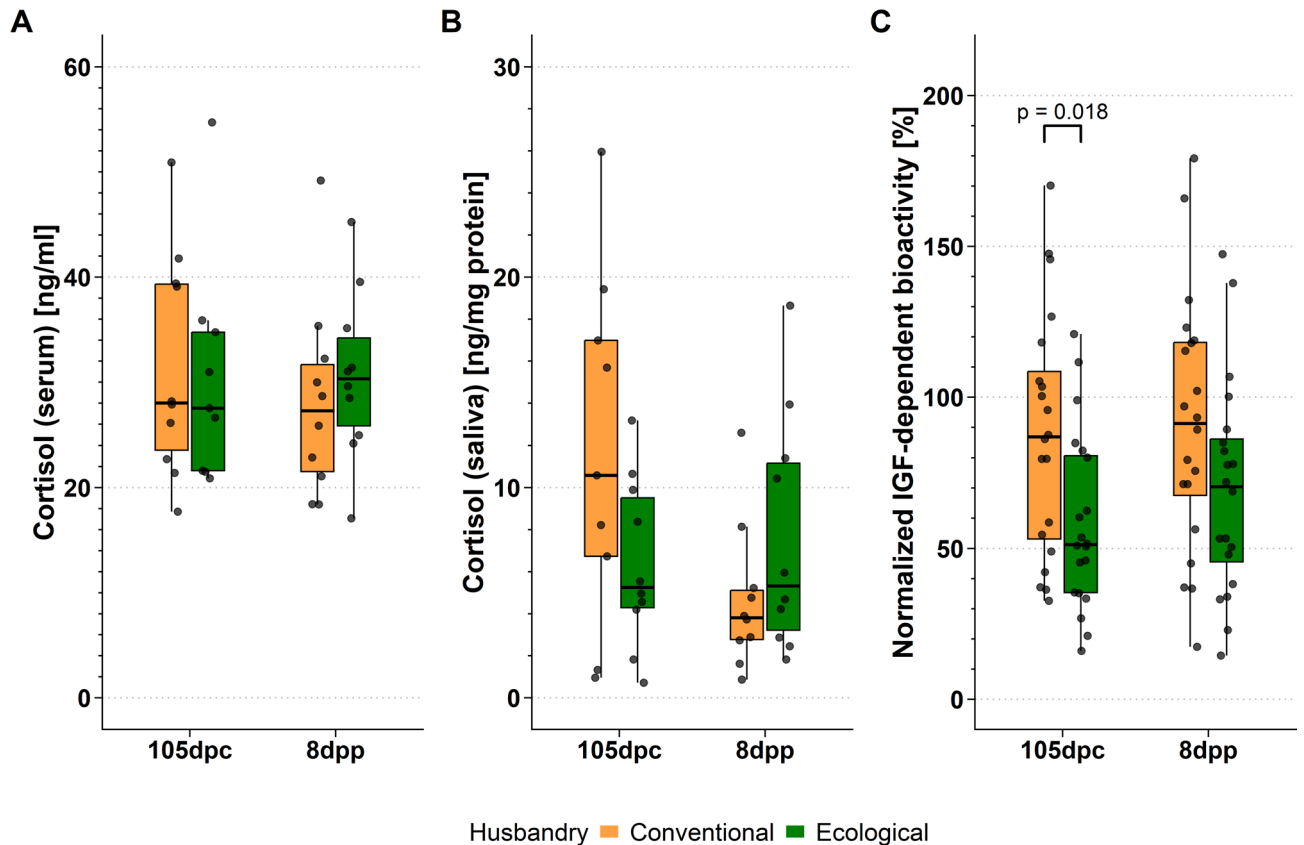 A
Cortisol (serum) [ng/ml]
60
40
20
0
105dpc
8dpp
B
Cortisol (saliva) [ng/mg protein]
30
20
10
0
105dpc
8dpp
C
Normalized IGF-dependent bioactivity [%]
200
150
100
50
0
p = 0.018
105dpc
8dpp
Husbandry Conventional Ecological